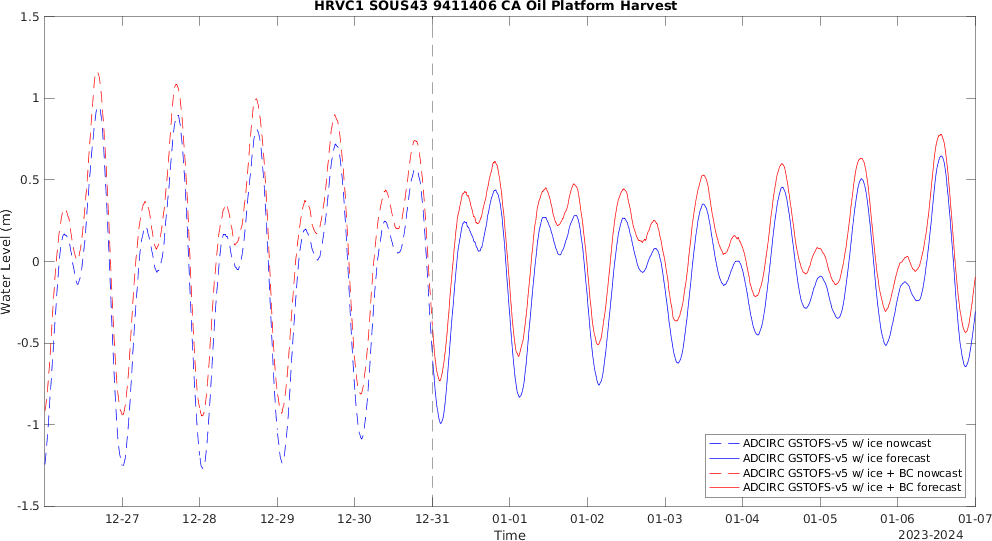 HRVC1 SOUS43 9411406 CA Oil Platform Harvest
1.5
1
0.5
0
-0.5
-1
-1.5
Water Level (m)
12-27 12-28 12-29 12-30 12-31 01-01 01-02 01-03 01-04 01-05 01-06 01-07
Time
2023-2024
ADCIRC GSTOFS-v5 w/ ice nowcast
ADCIRC GSTOFS-v5 w/ ice forecast
ADCIRC GSTOFS-v5 w/ ice + BC nowcast
ADCIRC GSTOFS-v5 w/ ice + BC forecast